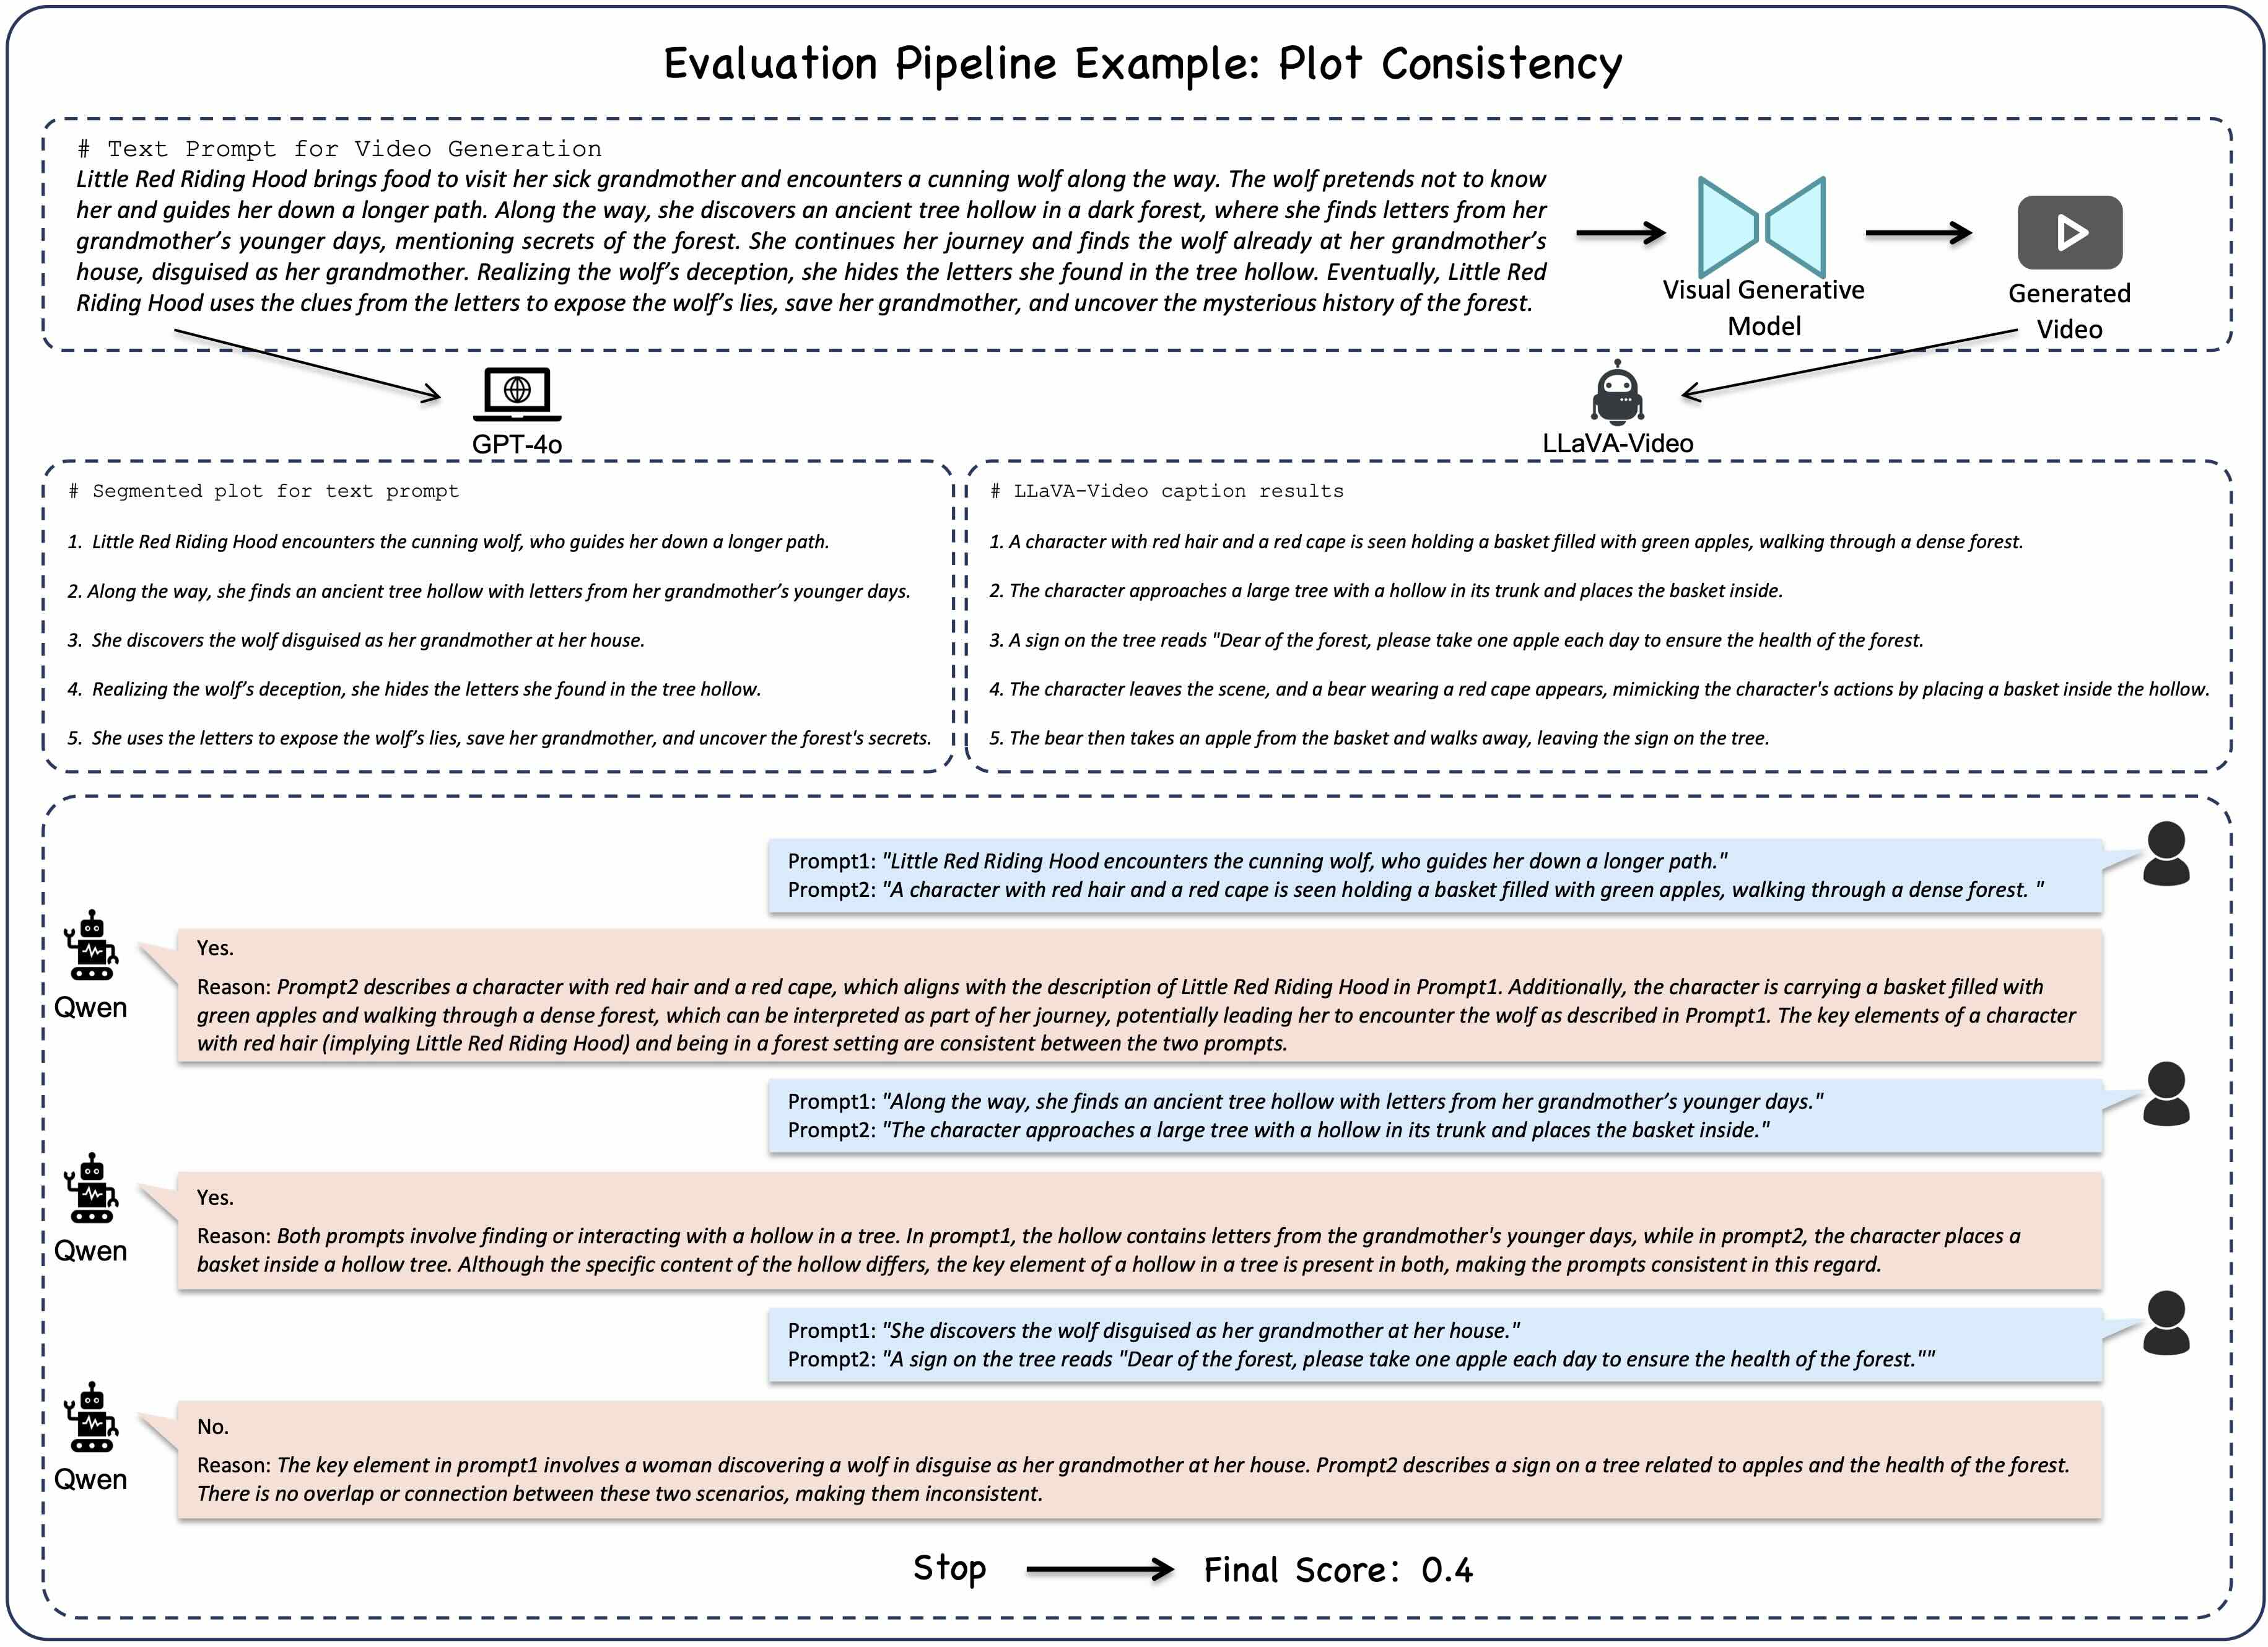 Evaluation Pipeline Example: Plot Consistency
# Text Prompt for Video Generation
Little Red Riding Hood brings food to visit her sick grandmother and encounters a cunning wolf along the way. The wolf pretends not to know
her and guides her down a longer path. Along the way, she discovers an ancient tree hollow in a dark forest, where she finds letters from her
grandmother’s younger days, mentioning secrets of the forest. She continues her journey and finds the wolf already at her grandmother’s
house, disguised as her grandmother. Realizing the wolf’s deception, she hides the letters she found in the tree hollow. Eventually, Little Red
Riding Hood uses the clues from the letters to expose the wolf’s lies, save her grandmother, and uncover the mysterious history of the forest.
Visual Generative
Model
Generated
Video
GPT-4o
LLaVA-Video
# Segmented plot for text prompt
1. Little Red Riding Hood encounters the cunning wolf, who guides her down a longer path.
2. Along the way, she finds an ancient tree hollow with letters from her grandmother’s younger days.
3. She discovers the wolf disguised as her grandmother at her house.
4. Realizing the wolf’s deception, she hides the letters she found in the tree hollow.
5. She uses the letters to expose the wolf’s lies, save her grandmother, and uncover the forest's secrets.
# LLaVA-Video caption results
1. A character with red hair and a red cape is seen holding a basket filled with green apples, walking through a dense forest.
2. The character approaches a large tree with a hollow in its trunk and places the basket inside.
3. A sign on the tree reads "Dear of the forest, please take one apple each day to ensure the health of the forest.
4. The character leaves the scene, and a bear wearing a red cape appears, mimicking the character's actions by placing a basket inside the hollow.
5. The bear then takes an apple from the basket and walks away, leaving the sign on the tree.
Prompt1: "Little Red Riding Hood encounters the cunning wolf, who guides her down a longer path."
Prompt2: "A character with red hair and a red cape is seen holding a basket filled with green apples, walking through a dense forest. "
Qwen
Yes.
Reason: Prompt2 describes a character with red hair and a red cape, which aligns with the description of Little Red Riding Hood in Prompt1. Additionally, the character is carrying a basket filled with
green apples and walking through a dense forest, which can be interpreted as part of her journey, potentially leading her to encounter the wolf as described in Prompt1. The key elements of a character
with red hair (implying Little Red Riding Hood) and being in a forest setting are consistent between the two prompts.
Prompt1: "Along the way, she finds an ancient tree hollow with letters from her grandmother’s younger days."
Prompt2: "The character approaches a large tree with a hollow in its trunk and places the basket inside."
Qwen
Yes.
Reason: Both prompts involve finding or interacting with a hollow in a tree. In prompt1, the hollow contains letters from the grandmother's younger days, while in prompt2, the character places a
basket inside a hollow tree. Although the specific content of the hollow differs, the key element of a hollow in a tree is present in both, making the prompts consistent in this regard.
Prompt1: "She discovers the wolf disguised as her grandmother at her house."
Prompt2: "A sign on the tree reads "Dear of the forest, please take one apple each day to ensure the health of the forest.""
Qwen
No.
Reason: The key element in prompt1 involves a woman discovering a wolf in disguise as her grandmother at her house. Prompt2 describes a sign on a tree related to apples and the health of the forest.
There is no overlap or connection between these two scenarios, making them inconsistent.
Stop
Final Score: 0.4